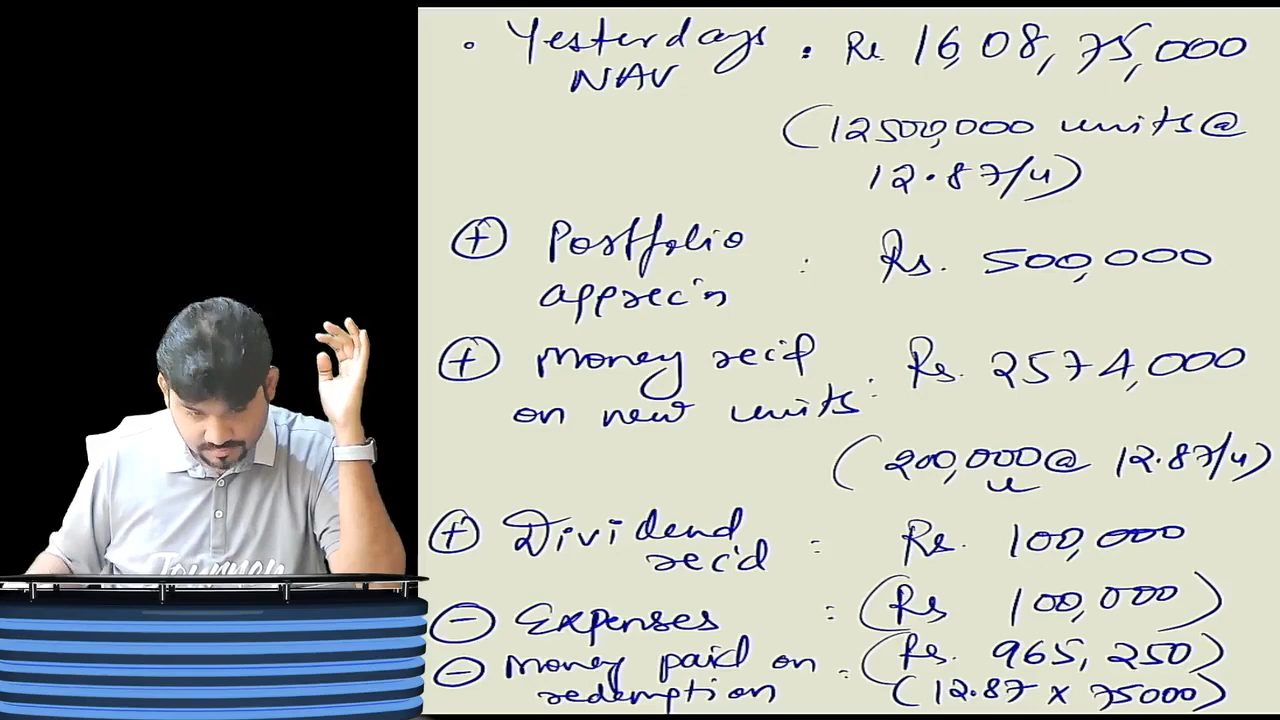 • Yesterdays : Rs. 16,08,75,000
NAV
(12500,000 units@
12.87/u)
(+) Portfolio : Rs. 500,000
apprec'n
(+) Money rec'd : Rs. 2574,000
on new units
(200,000@ 12.87/u)
u
(+) Dividend : Rs. 100,000
rec'd
(-) Expenses : (Rs 100,000)
(-) Money paid on : (Rs. 965,250)
redemption (12.87 x 75000)
Journey